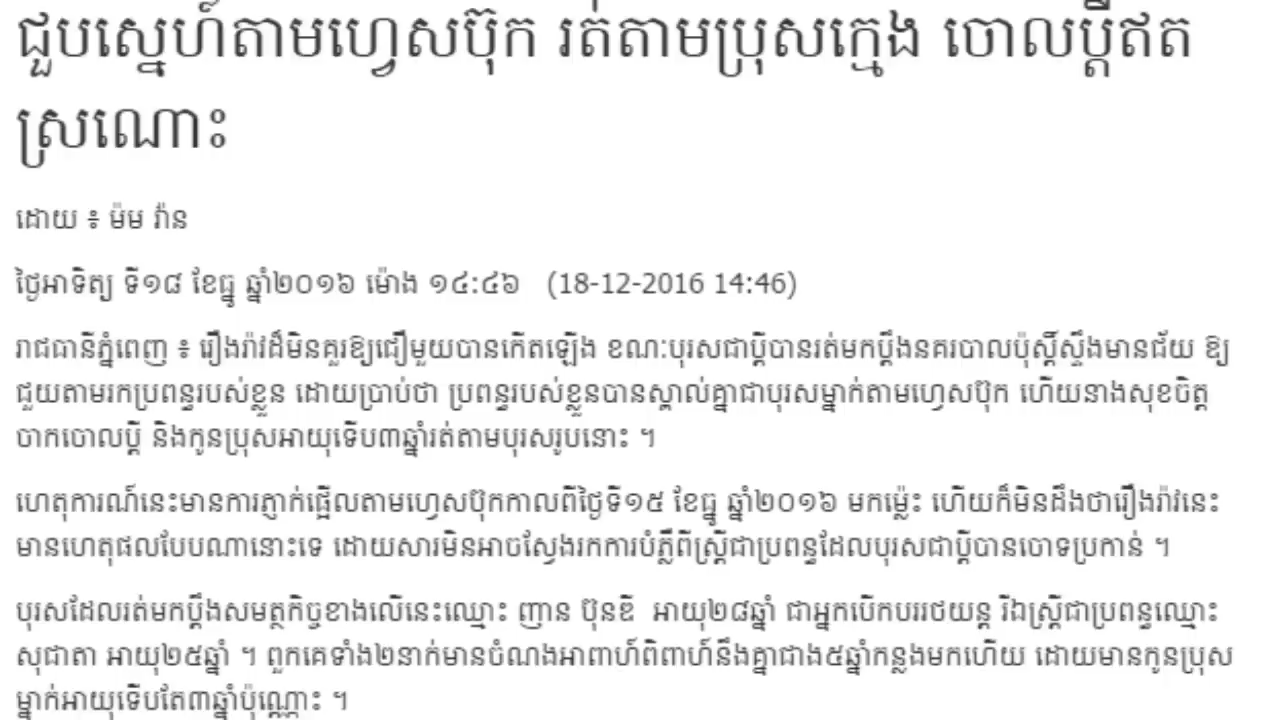 ជួបស្នេហ៍តាមហ្វេសប៊ុក រត់តាមប្រុសក្មេង ចោលប្ដីឥត
ស្រណោះ
ដោយ ៖ ម៉ម វ៉ាន
ថ្ងៃអាទិត្យ ទី១៨ ខែធ្នូ ឆ្នាំ២០១៦ ម៉ោង ១៤:៤៦ (18-12-2016 14:46)
រាជធានីភ្នំពេញ ៖ រឿងរ៉ាវដ៏មិនគួរឱ្យជឿមួយបានកើតឡើង ខណៈបុរសជាប្ដីបានរត់មកប្ដឹងនគរបាលប៉ុស្តិ៍ស្ទឹងមានជ័យ ឱ្យ
ជួយតាមរកប្រពន្ធរបស់ខ្លួន ដោយប្រាប់ថា ប្រពន្ធរបស់ខ្លួនបានស្គាល់គ្នាជាបុរសម្នាក់តាមហ្វេសប៊ុក ហើយនាងសុខចិត្ត
ចាកចោលប្ដី និងកូនប្រុសអាយុទើប៣ឆ្នាំរត់តាមបុរសរូបនោះ ។
ហេតុការណ៍នេះមានការភ្ញាក់ផ្អើលតាមហ្វេសប៊ុកកាលពីថ្ងៃទី១៥ ខែធ្នូ ឆ្នាំ២០១៦ មកម្ល៉េះ ហើយក៏មិនដឹងថារឿងរ៉ាវនេះ
មានហេតុផលបែបណានោះទេ ដោយសារមិនអាចស្វែងរកការបំភ្លឺពីស្ត្រីជាប្រពន្ធដែលបុរសជាប្ដីបានចោទប្រកាន់ ។
បុរសដែលរត់មកប្ដឹងសមត្ថកិច្ចខាងលើនេះឈ្មោះ ញាន ប៊ុនឌី អាយុ២៨ឆ្នាំ ជាអ្នកបើកបររថយន្ត រីឯស្ត្រីជាប្រពន្ធឈ្មោះ
សុជាតា អាយុ២៥ឆ្នាំ ។ ពួកគេទាំង២នាក់មានចំណងអាពាហ៍ពិពាហ៍នឹងគ្នាជាង៥ឆ្នាំកន្លងមកហើយ ដោយមានកូនប្រុស
ម្នាក់អាយុទើបតែ៣ឆ្នាំប៉ុណ្ណោះ ។